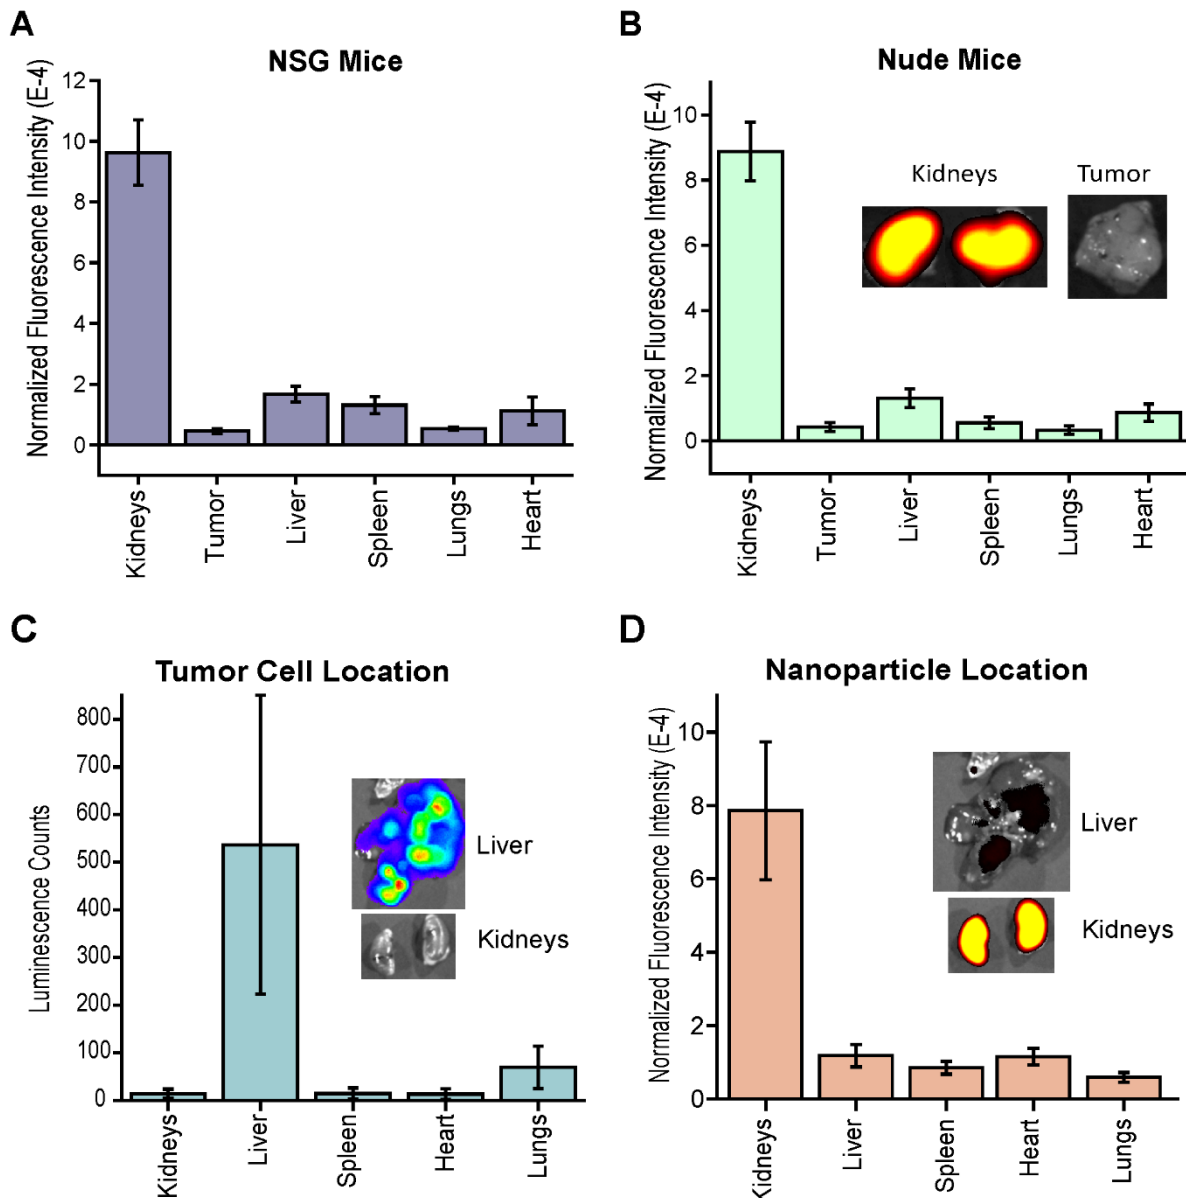 A
NSG Mice
Normalized Fluorescence Intensity (E-4)
12
10
8
6
4
2
0
Kidneys
Tumor
Liver
Spleen
Lungs
Heart
B
Nude Mice
Normalized Fluorescence Intensity (E-4)
10
8
6
4
2
0
Kidneys
Tumor
Kidneys
Tumor
Liver
Spleen
Lungs
Heart
C
Tumor Cell Location
Luminescence Counts
800
700
600
500
400
300
200
100
0
Liver
Kidneys
Kidneys
Liver
Spleen
Heart
Lungs
D
Nanoparticle Location
Normalized Fluorescence Intensity (E-4)
10
8
6
4
2
0
Liver
Kidneys
Kidneys
Liver
Spleen
Heart
Lungs